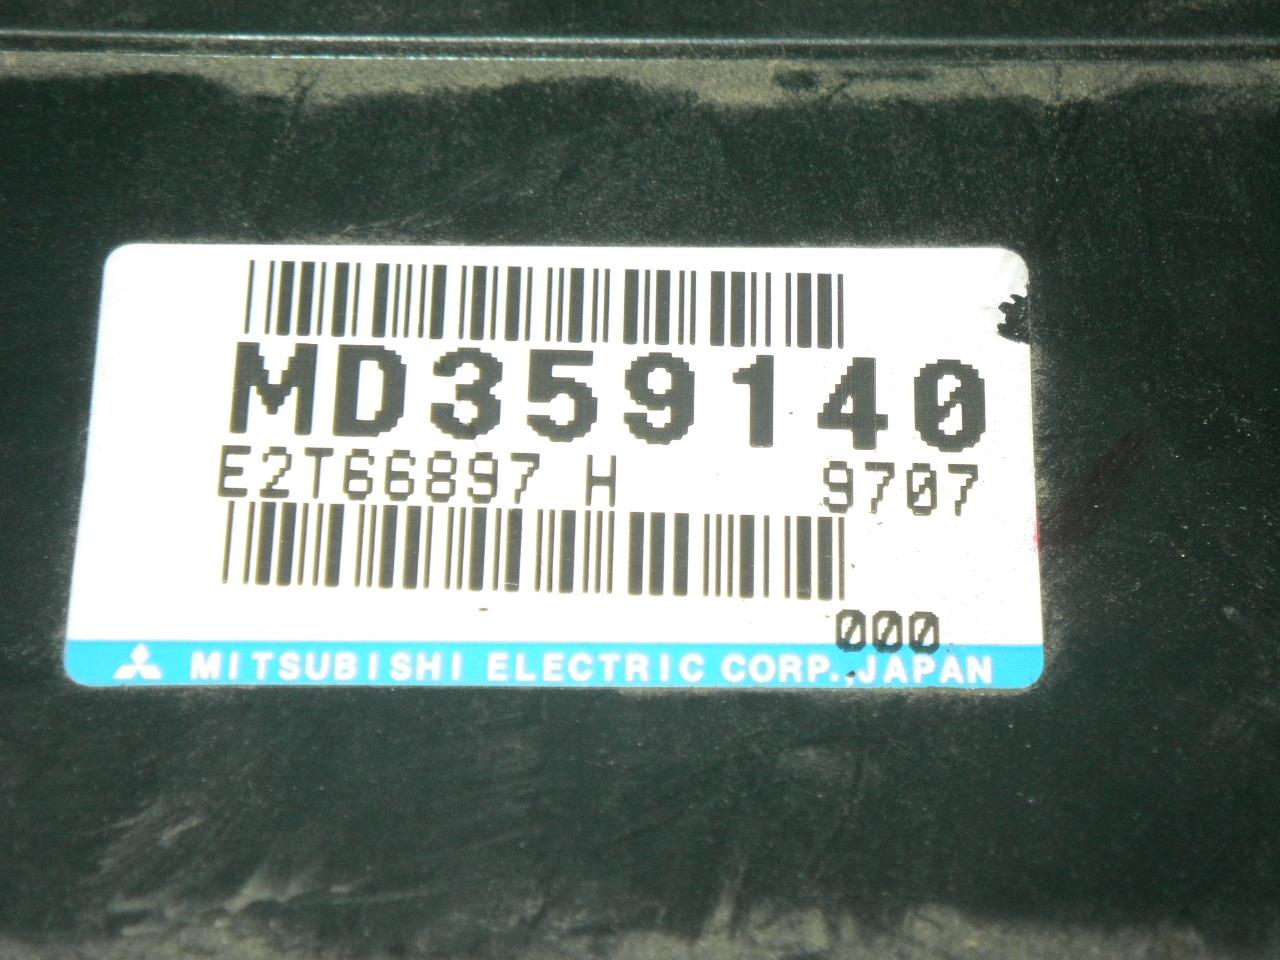 MD359140
E2T66897 H 9707
000
MITSUBISHI ELECTRIC CORP.,JAPAN